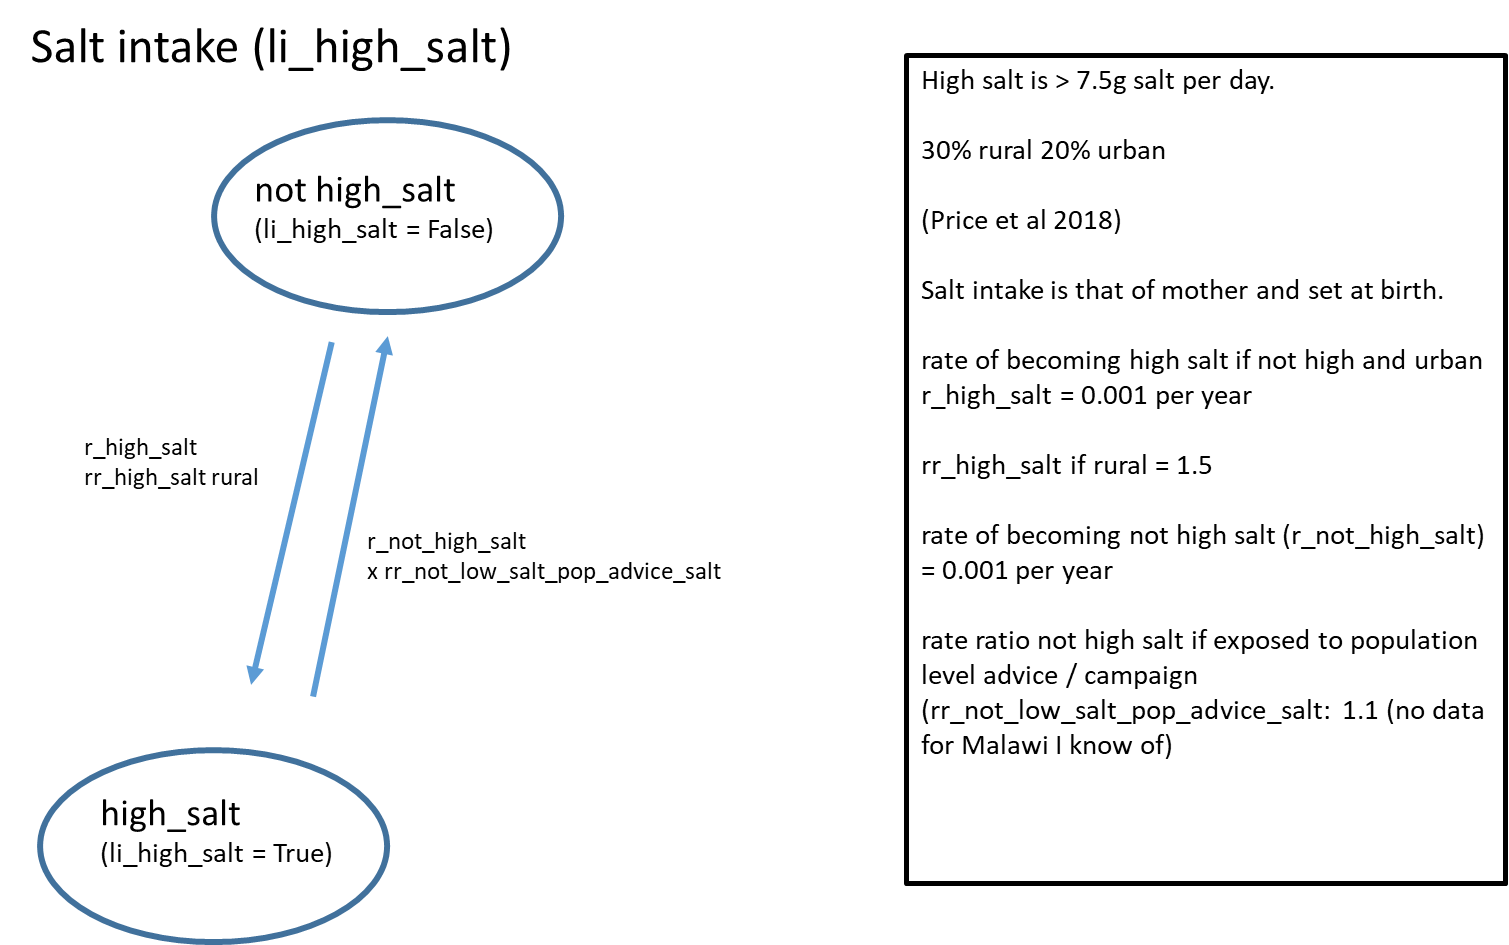 Salt intake (li_high_salt)
not high_salt
(li_high_salt = False)
r_high_salt
rr_high_salt rural
r_not_high_salt
x rr_not_low_salt_pop_advice_salt
high_salt
(li_high_salt = True)
High salt is > 7.5g salt per day.
30% rural 20% urban
(Price et al 2018)
Salt intake is that of mother and set at birth.
rate of becoming high salt if not high and urban
r_high_salt = 0.001 per year
rr_high_salt if rural = 1.5
rate of becoming not high salt (r_not_high_salt)
= 0.001 per year
rate ratio not high salt if exposed to population
level advice / campaign
(rr_not_low_salt_pop_advice_salt: 1.1 (no data
for Malawi I know of)